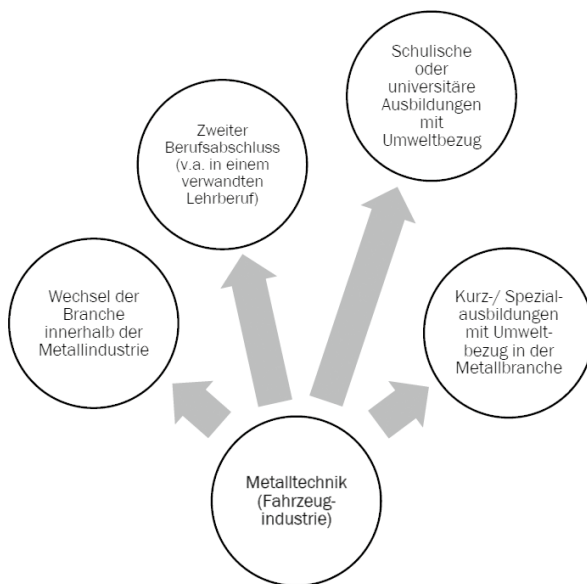 Schulische
oder
universitäre
Ausbildungen
mit
Umweltbezug
Zweiter
Berufsabschluss
(v.a. in einem
verwandten
Lehrberuf)
Wechsel der
Branche
innerhalb der
Metallindustrie
Kurz-/ Spezial-
ausbildungen
mit Umwelt-
bezug in der
Metallbranche
Metalltechnik
(Fahrzeug-
industrie)